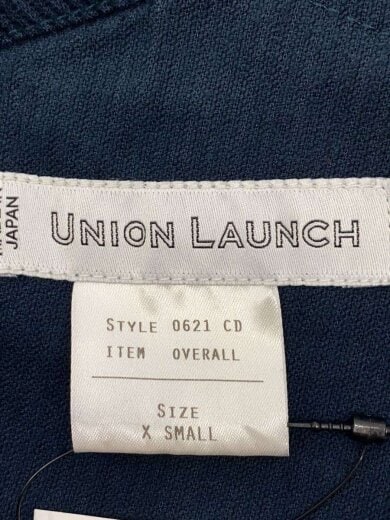 JAPAN
UNION LAUNCH
STYLE 0621 CD
ITEM OVERALL
SIZE
X SMALL